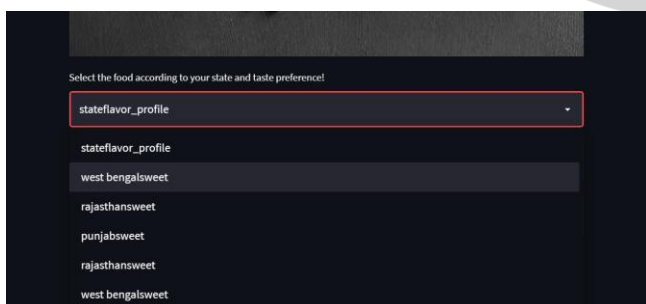 Select the food according to your state and taste preference!
stateflavor_profile
stateflavor_profile
west bengalsweet
rajasthansweet
punjabsweet
rajasthansweet
west bengalsweet